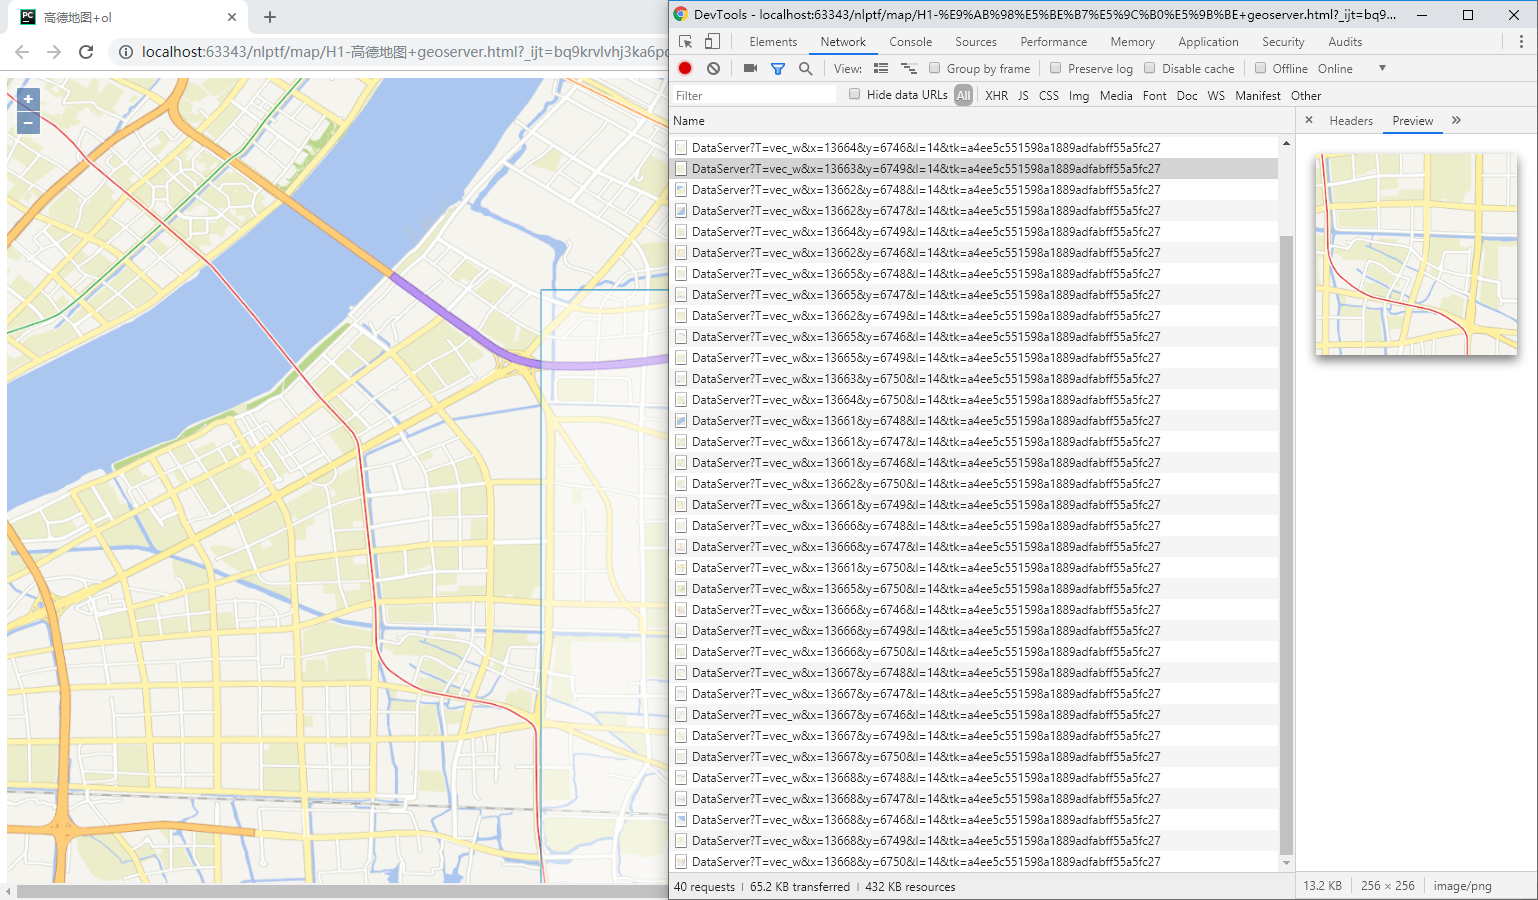 高德地图+ol
localhost:63343/nlptf/map/H1-高德地图+geoserver.html?_ijt=bq9krvlvhj3ka6pc
+
−
DevTools - localhost:63343/nlptf/map/H1-%E9%AB%98%E5%BE%B7%E5%9C%B0%E5%9B%BE+geoserver.html?_ijt=bq9...
Elements Network Console Sources Performance Memory Application Security Audits
View: Group by frame Preserve log Disable cache Offline Online
Filter Hide data URLs All XHR JS CSS Img Media Font Doc WS Manifest Other
Name
× Headers Preview »
DataServer?T=vec_w&x=13664&y=6746&l=14&tk=a4ee5c551598a1889adfabff55a5fc27
DataServer?T=vec_w&x=13663&y=6749&l=14&tk=a4ee5c551598a1889adfabff55a5fc27
DataServer?T=vec_w&x=13662&y=6748&l=14&tk=a4ee5c551598a1889adfabff55a5fc27
DataServer?T=vec_w&x=13662&y=6747&l=14&tk=a4ee5c551598a1889adfabff55a5fc27
DataServer?T=vec_w&x=13664&y=6749&l=14&tk=a4ee5c551598a1889adfabff55a5fc27
DataServer?T=vec_w&x=13662&y=6746&l=14&tk=a4ee5c551598a1889adfabff55a5fc27
DataServer?T=vec_w&x=13665&y=6748&l=14&tk=a4ee5c551598a1889adfabff55a5fc27
DataServer?T=vec_w&x=13665&y=6747&l=14&tk=a4ee5c551598a1889adfabff55a5fc27
DataServer?T=vec_w&x=13662&y=6749&l=14&tk=a4ee5c551598a1889adfabff55a5fc27
DataServer?T=vec_w&x=13665&y=6746&l=14&tk=a4ee5c551598a1889adfabff55a5fc27
DataServer?T=vec_w&x=13665&y=6749&l=14&tk=a4ee5c551598a1889adfabff55a5fc27
DataServer?T=vec_w&x=13663&y=6750&l=14&tk=a4ee5c551598a1889adfabff55a5fc27
DataServer?T=vec_w&x=13664&y=6750&l=14&tk=a4ee5c551598a1889adfabff55a5fc27
DataServer?T=vec_w&x=13661&y=6748&l=14&tk=a4ee5c551598a1889adfabff55a5fc27
DataServer?T=vec_w&x=13661&y=6747&l=14&tk=a4ee5c551598a1889adfabff55a5fc27
DataServer?T=vec_w&x=13661&y=6746&l=14&tk=a4ee5c551598a1889adfabff55a5fc27
DataServer?T=vec_w&x=13662&y=6750&l=14&tk=a4ee5c551598a1889adfabff55a5fc27
DataServer?T=vec_w&x=13661&y=6749&l=14&tk=a4ee5c551598a1889adfabff55a5fc27
DataServer?T=vec_w&x=13666&y=6748&l=14&tk=a4ee5c551598a1889adfabff55a5fc27
DataServer?T=vec_w&x=13666&y=6747&l=14&tk=a4ee5c551598a1889adfabff55a5fc27
DataServer?T=vec_w&x=13661&y=6750&l=14&tk=a4ee5c551598a1889adfabff55a5fc27
DataServer?T=vec_w&x=13665&y=6750&l=14&tk=a4ee5c551598a1889adfabff55a5fc27
DataServer?T=vec_w&x=13666&y=6746&l=14&tk=a4ee5c551598a1889adfabff55a5fc27
DataServer?T=vec_w&x=13666&y=6749&l=14&tk=a4ee5c551598a1889adfabff55a5fc27
DataServer?T=vec_w&x=13666&y=6750&l=14&tk=a4ee5c551598a1889adfabff55a5fc27
DataServer?T=vec_w&x=13667&y=6748&l=14&tk=a4ee5c551598a1889adfabff55a5fc27
DataServer?T=vec_w&x=13667&y=6747&l=14&tk=a4ee5c551598a1889adfabff55a5fc27
DataServer?T=vec_w&x=13667&y=6746&l=14&tk=a4ee5c551598a1889adfabff55a5fc27
DataServer?T=vec_w&x=13667&y=6749&l=14&tk=a4ee5c551598a1889adfabff55a5fc27
DataServer?T=vec_w&x=13667&y=6750&l=14&tk=a4ee5c551598a1889adfabff55a5fc27
DataServer?T=vec_w&x=13668&y=6748&l=14&tk=a4ee5c551598a1889adfabff55a5fc27
DataServer?T=vec_w&x=13668&y=6747&l=14&tk=a4ee5c551598a1889adfabff55a5fc27
DataServer?T=vec_w&x=13668&y=6746&l=14&tk=a4ee5c551598a1889adfabff55a5fc27
DataServer?T=vec_w&x=13668&y=6749&l=14&tk=a4ee5c551598a1889adfabff55a5fc27
DataServer?T=vec_w&x=13668&y=6750&l=14&tk=a4ee5c551598a1889adfabff55a5fc27
40 requests | 65.2 KB transferred | 432 KB resources
13.2 KB | 256 × 256 | image/png